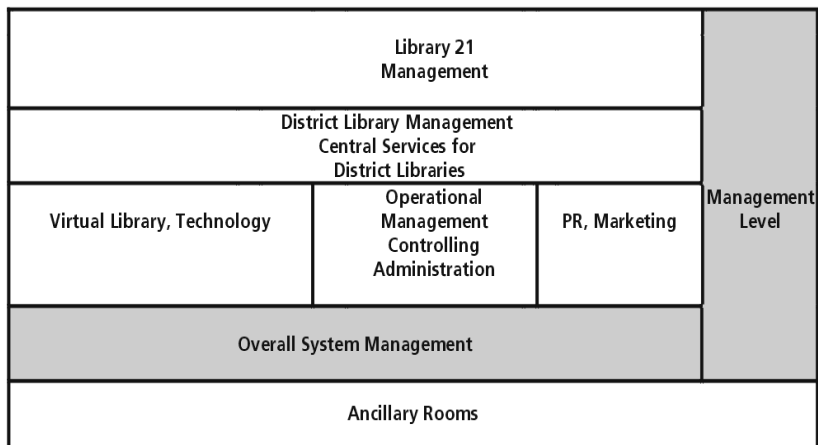 Library 21
Management
District Library Management
Central Services for
District Libraries
Virtual Library, Technology
Operational
Management
Controlling
Administration
PR, Marketing
Management
Level
Overall System Management
Ancillary Rooms